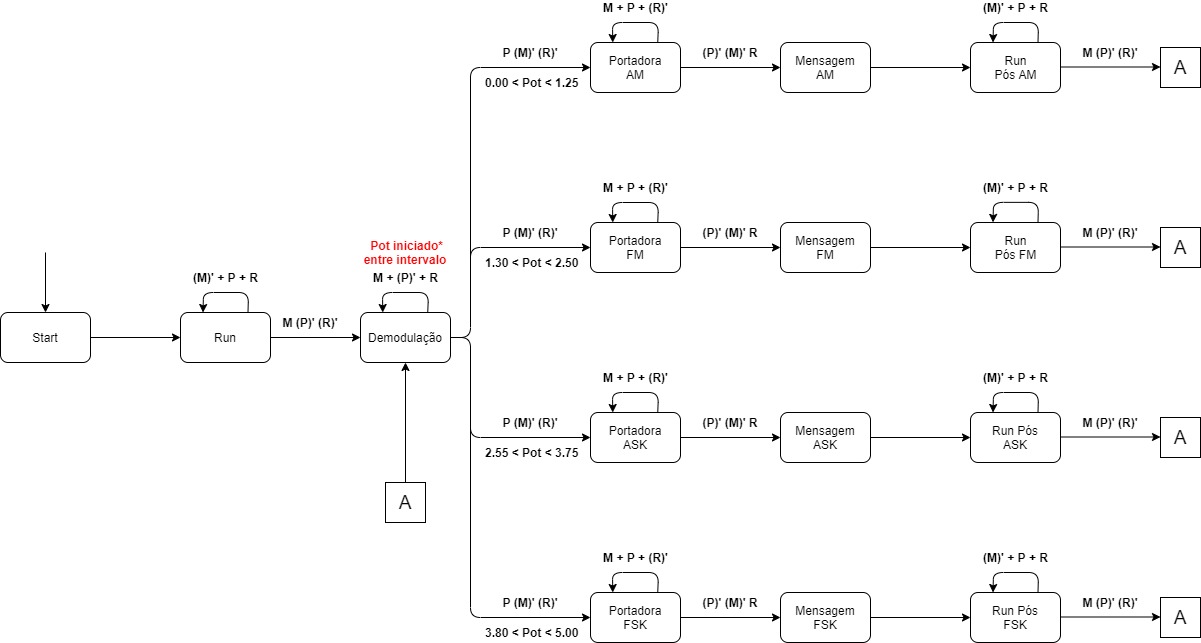 M + P + (R)'
(M)' + P + R
P (M)' (R)'
(P)' (M)' R
M (P)' (R)'
Portadora
AM
Mensagem
AM
Run
Pós AM
A
0.00 < Pot < 1.25
M + P + (R)'
(M)' + P + R
P (M)' (R)'
(P)' (M)' R
M (P)' (R)'
Portadora
FM
Mensagem
FM
Run
Pós FM
A
1.30 < Pot < 2.50
Pot iniciado*
entre intervalo
(M)' + P + R
M + (P)' + R
M (P)' (R)'
Start
Run
Demodulação
M + P + (R)'
(M)' + P + R
P (M)' (R)'
(P)' (M)' R
M (P)' (R)'
Portadora
ASK
Mensagem
ASK
Run Pós
ASK
A
2.55 < Pot < 3.75
A
M + P + (R)'
(M)' + P + R
P (M)' (R)'
(P)' (M)' R
M (P)' (R)'
Portadora
FSK
Mensagem
FSK
Run Pós
FSK
A
3.80 < Pot < 5.00